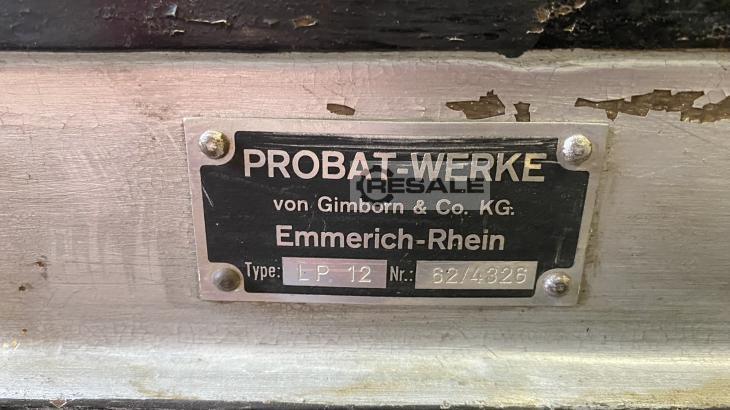 PROBAT-WERKE
RESALE
von Gimborn & Co. KG.
Emmerich-Rhein
Type: LP 12 Nr.: 62/4326